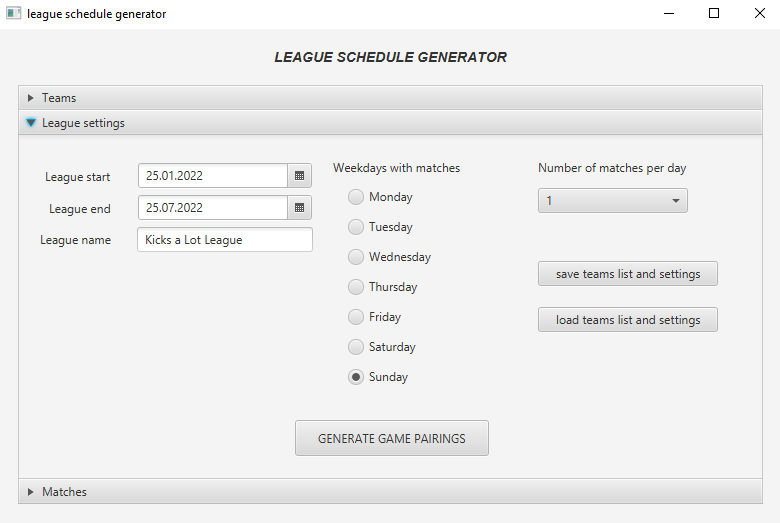 league schedule generator
LEAGUE SCHEDULE GENERATOR
Teams
League settings
League start
25.01.2022
League end
25.07.2022
League name
Kicks a Lot League
Weekdays with matches
Monday
Tuesday
Wednesday
Thursday
Friday
Saturday
Sunday
Number of matches per day
1
save teams list and settings
load teams list and settings
GENERATE GAME PAIRINGS
Matches